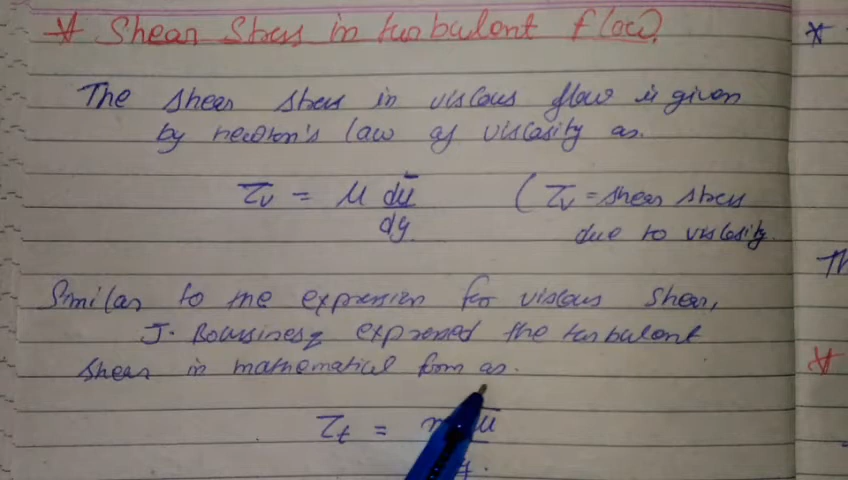 * Shear Stress in turbulent flow.
*
The shear stress in viscous flow is given
by newton's law of viscosity as.
τv = μ dū ( τv = shear stress
dy due to viscosity.
Th
Similar to the expression for viscous shear,
J. Boussinesq expressed the turbulent
shear in mathematical form as.
*
τt = ū